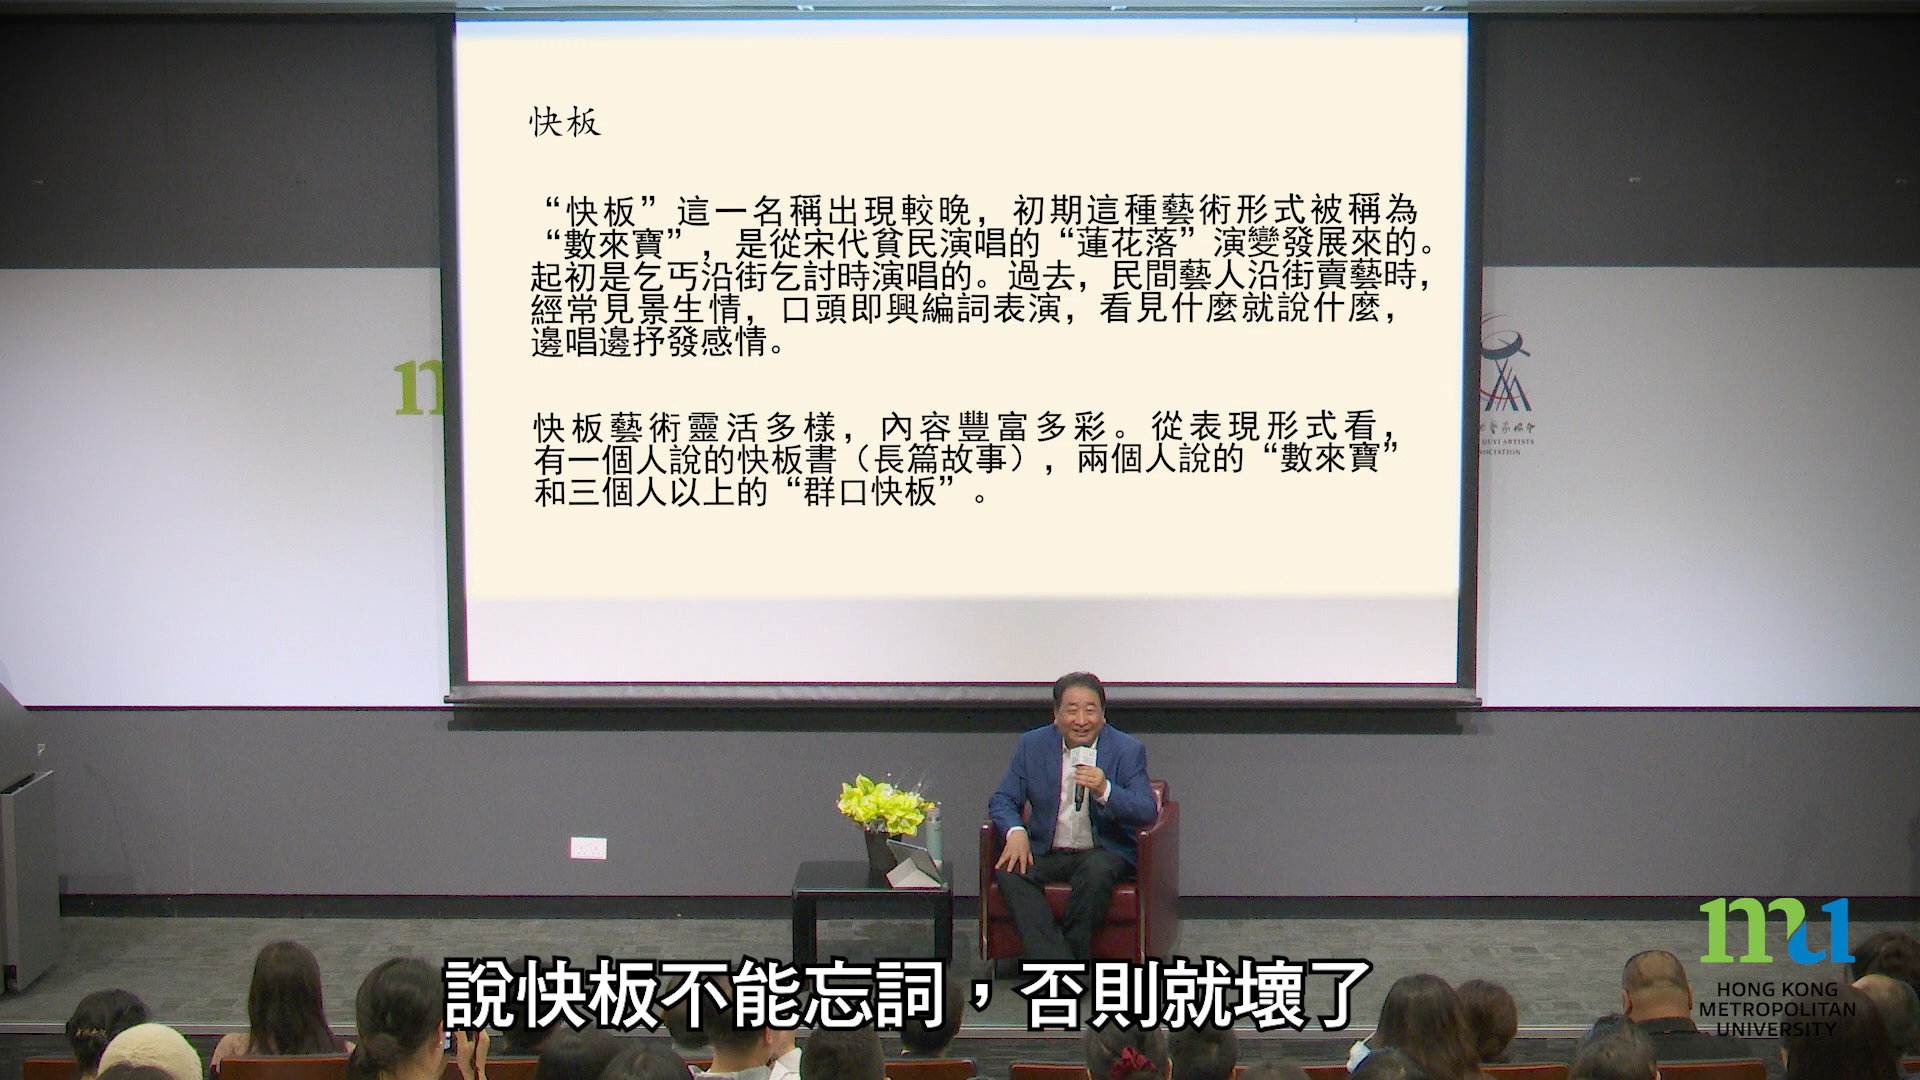 快板
“快板”這一名稱出現較晚，初期這種藝術形式被稱為
“數來寶”，是從宋代貧民演唱的“蓮花落”演變發展來的。
起初是乞丐沿街乞討時演唱的。過去，民間藝人沿街賣藝時，
經常見景生情，口頭即興編詞表演，看見什麼就說什麼，
邊唱邊抒發感情。
快板藝術靈活多樣，內容豐富多彩。從表現形式看，
有一個人說的快板書（長篇故事），兩個人說的“數來寶”
和三個人以上的“群口快板”。
QUYI ARTISTS
說快板不能忘詞，否則就壞了
mu
HONG KONG
METROPOLITAN
UNIVERSITY